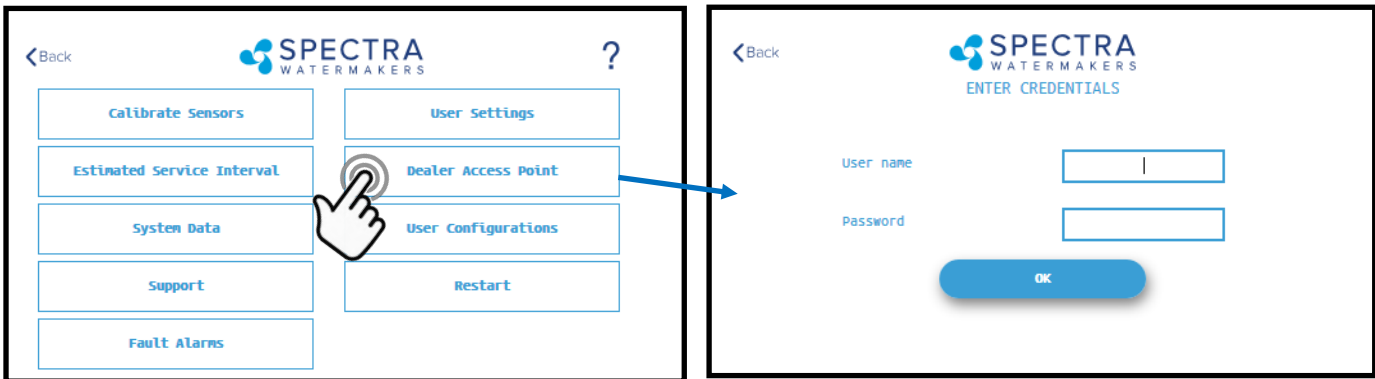 Back
SPECTRA
WATERMAKERS
?
Calibrate Sensors
User Settings
Estimated Service Interval
Dealer Access Point
System Data
User Configurations
Support
Restart
Fault Alarms
Back
SPECTRA
WATERMAKERS
ENTER CREDENTIALS
User name
Password
OK